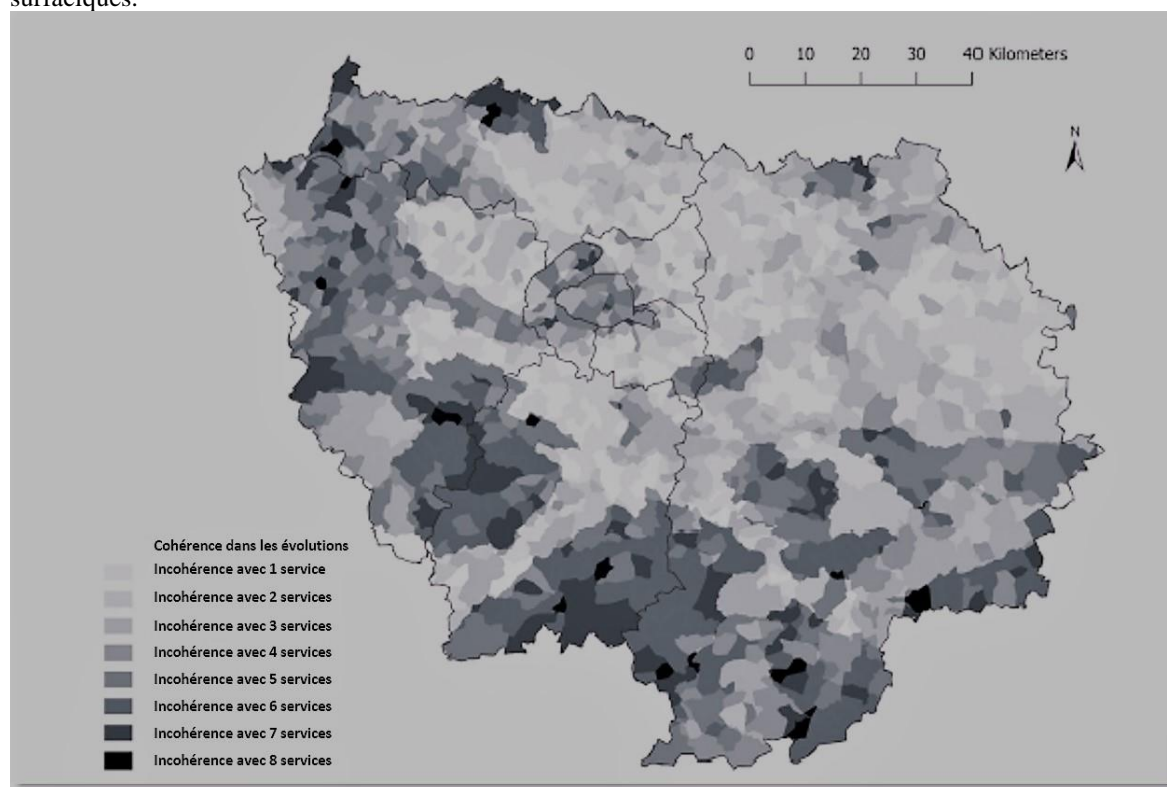 surfaciques.
0 10 20 30 40 Kilometers
N
Cohérence dans les évolutions
Incohérence avec 1 service
Incohérence avec 2 services
Incohérence avec 3 services
Incohérence avec 4 services
Incohérence avec 5 services
Incohérence avec 6 services
Incohérence avec 7 services
Incohérence avec 8 services